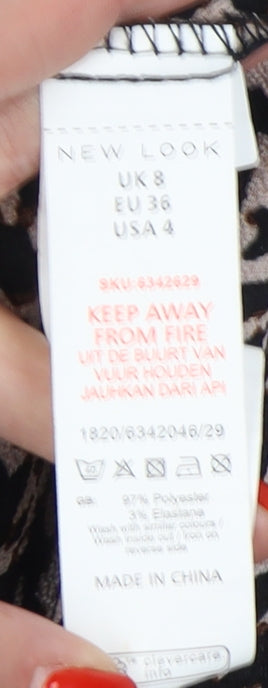 NEW LOOK
UK 8
EU 36
USA 4
SKU:6342629
KEEP AWAY
FROM FIRE
UIT DE BUURT VAN
VUUR HOUDEN
JAUHKAN DARI API
1820/6342046/29
GB: 97% Polyester
3% Elastane
Wash with similar colours /
Wash inside out / Iron on
reverse side
MADE IN CHINA
clevercare
info